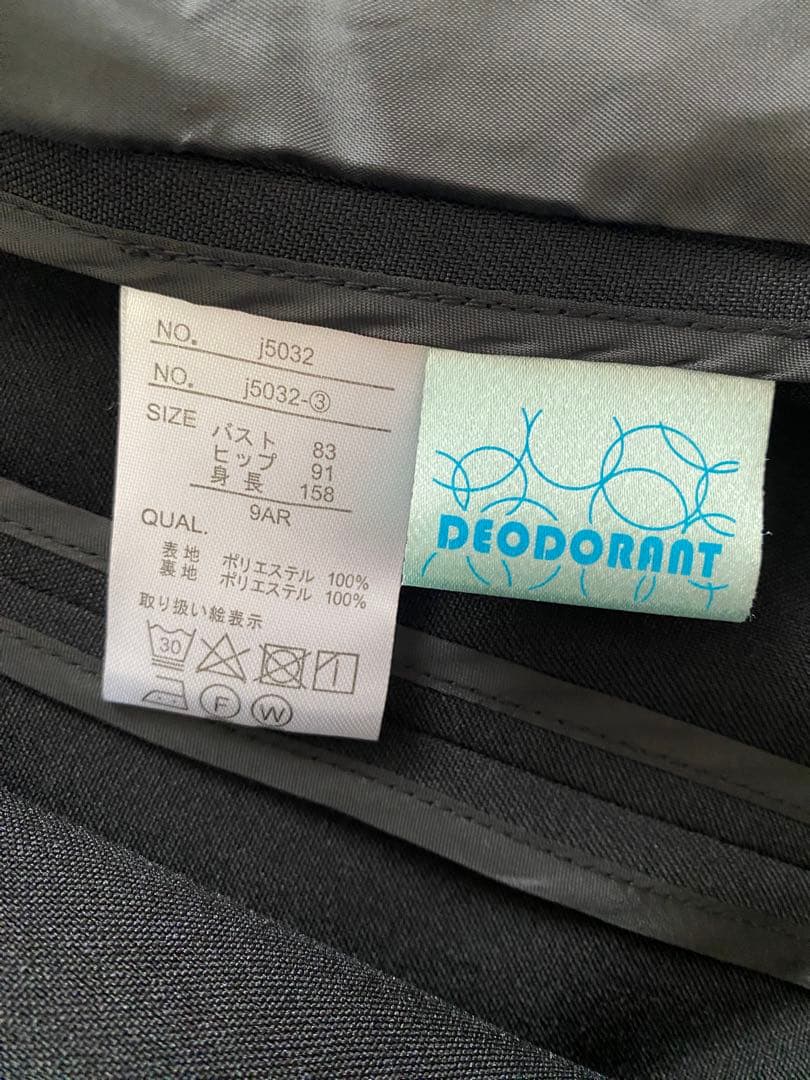 NO. j5032
NO. j5032-③
SIZE
バスト 83
ヒップ 91
身長 158
9AR
QUAL.
表地 ポリエステル 100%
裏地 ポリエステル 100%
取り扱い絵表示
30
F W
DEODORANT